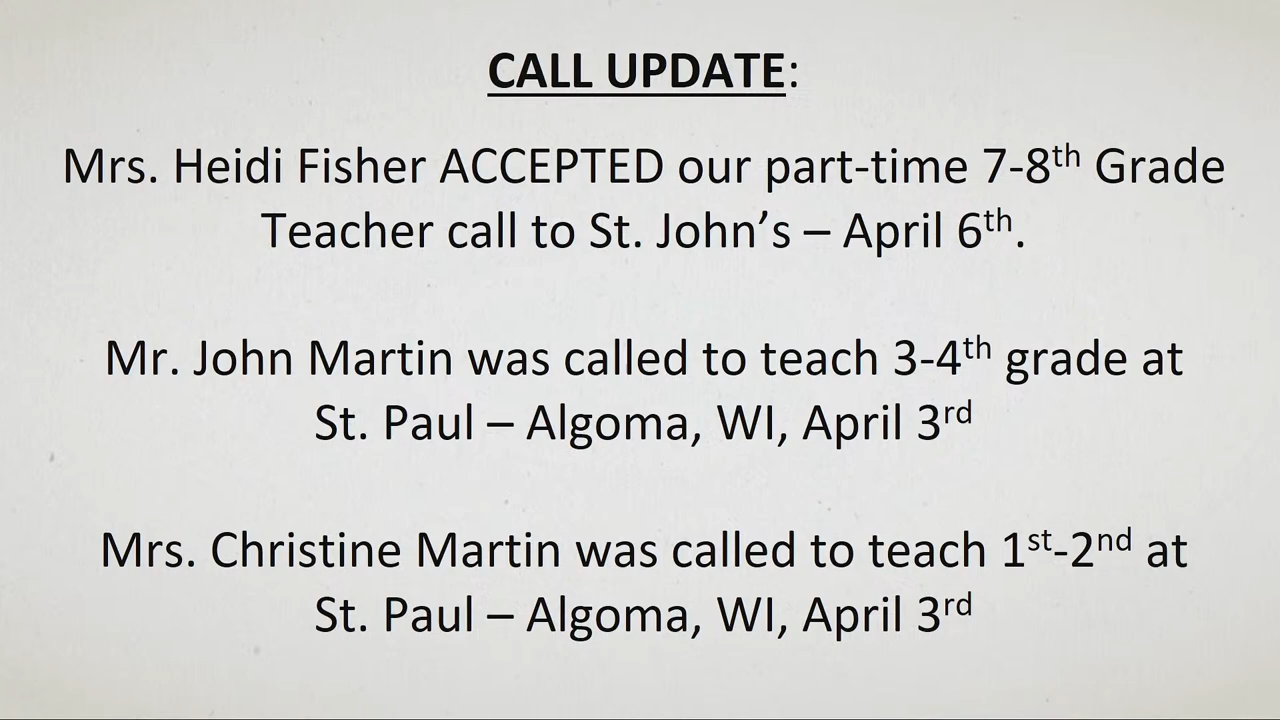 CALL UPDATE:
Mrs. Heidi Fisher ACCEPTED our part-time 7-8th Grade
Teacher call to St. John’s – April 6th.
Mr. John Martin was called to teach 3-4th grade at
St. Paul – Algoma, WI, April 3rd
Mrs. Christine Martin was called to teach 1st-2nd at
St. Paul – Algoma, WI, April 3rd